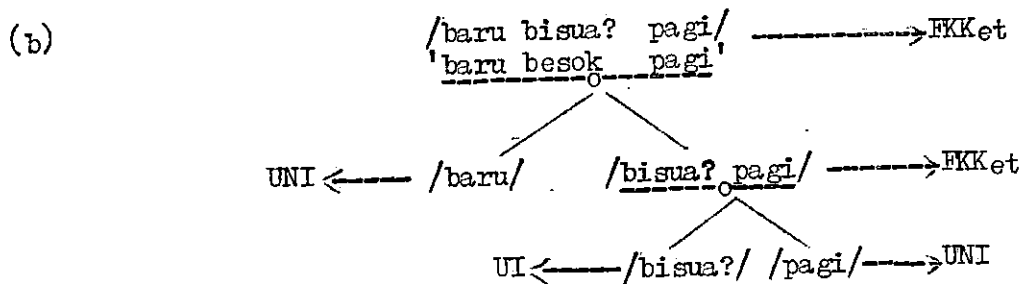 (b) /baru bisua? pagi/ FKKet
'baru besok pagi'
UNI /baru/ /bisua? pagi/ FKKet
UI /bisua?/ /pagi/ UNI